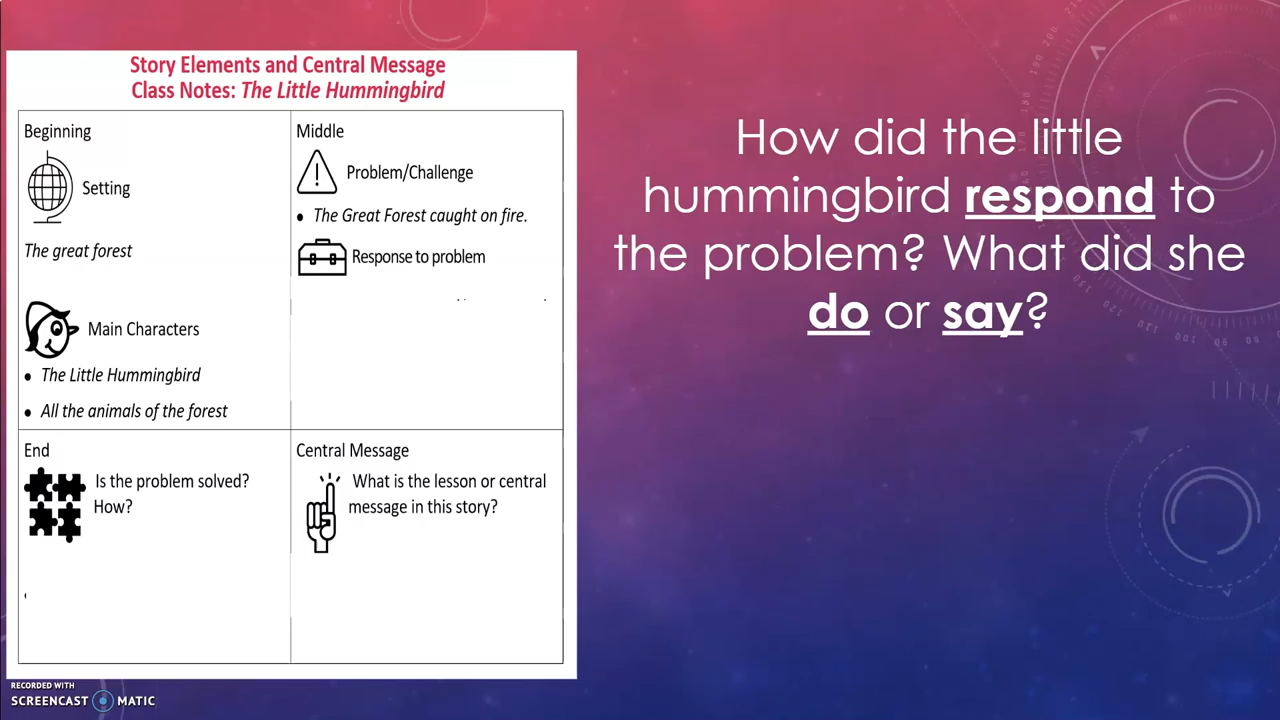 Story Elements and Central Message
Class Notes: The Little Hummingbird
Beginning
Setting
The great forest
Main Characters
• The Little Hummingbird
• All the animals of the forest
Middle
Problem/Challenge
• The Great Forest caught on fire.
Response to problem
End
Is the problem solved?
How?
Central Message
What is the lesson or central
message in this story?
How did the little
hummingbird respond to
the problem? What did she
do or say?
RECORDED WITH
SCREENCAST MATIC